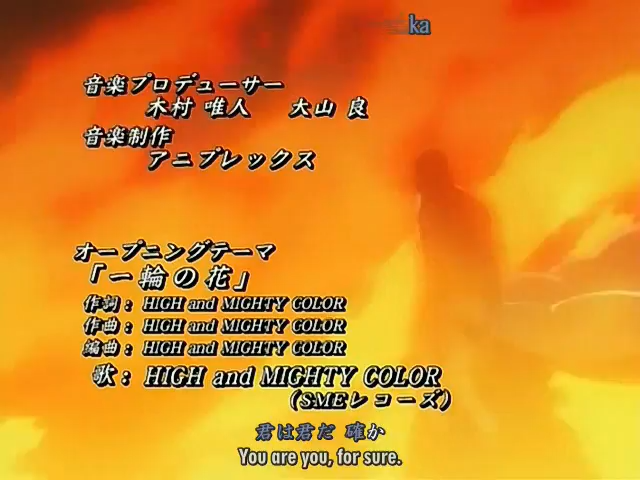 ka
音楽プロデューサー
木村 唯人　大山 良
音楽制作
アニプレックス
オープニングテーマ
「一輪の花」
作詞：HIGH and MIGHTY COLOR
作曲：HIGH and MIGHTY COLOR
編曲：HIGH and MIGHTY COLOR
歌：HIGH and MIGHTY COLOR
(SMEレコーズ)
君は君だ 確か
You are you, for sure.